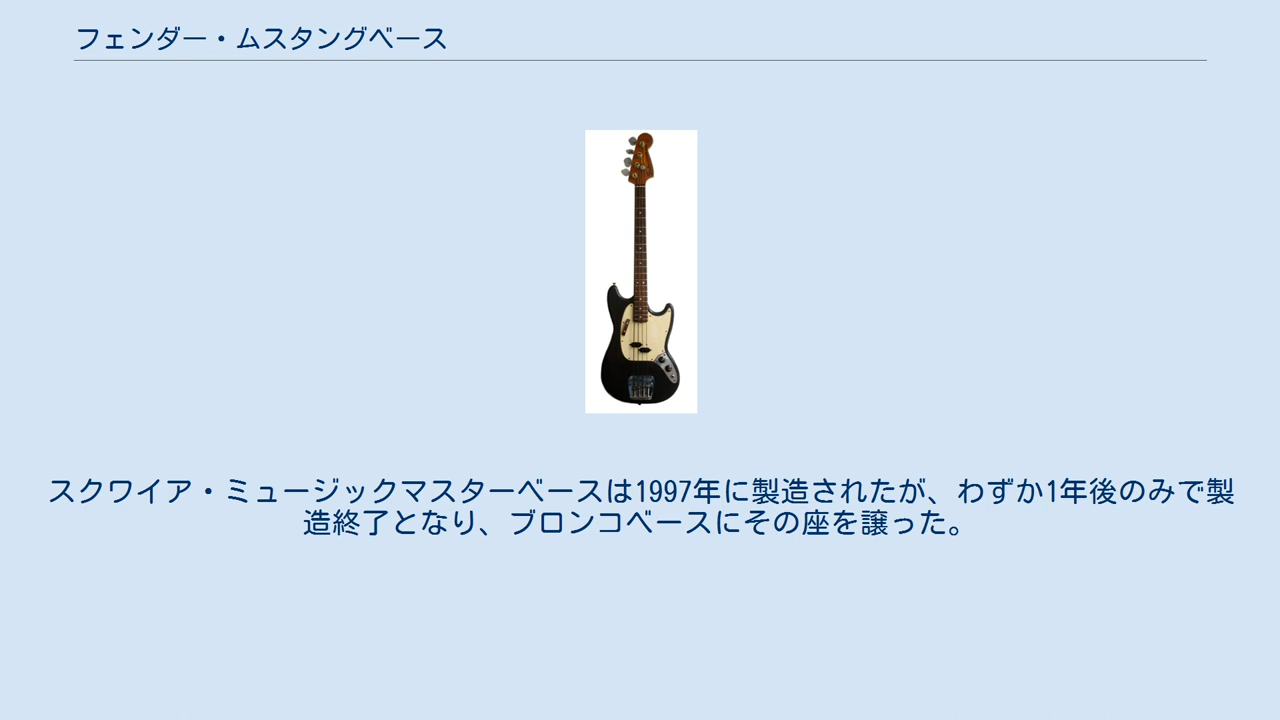 フェンダー・ムスタングベース
スクワイア・ミュージックマスターベースは1997年に製造されたが、わずか1年後のみで製
造終了となり、ブロンコベースにその座を譲った。